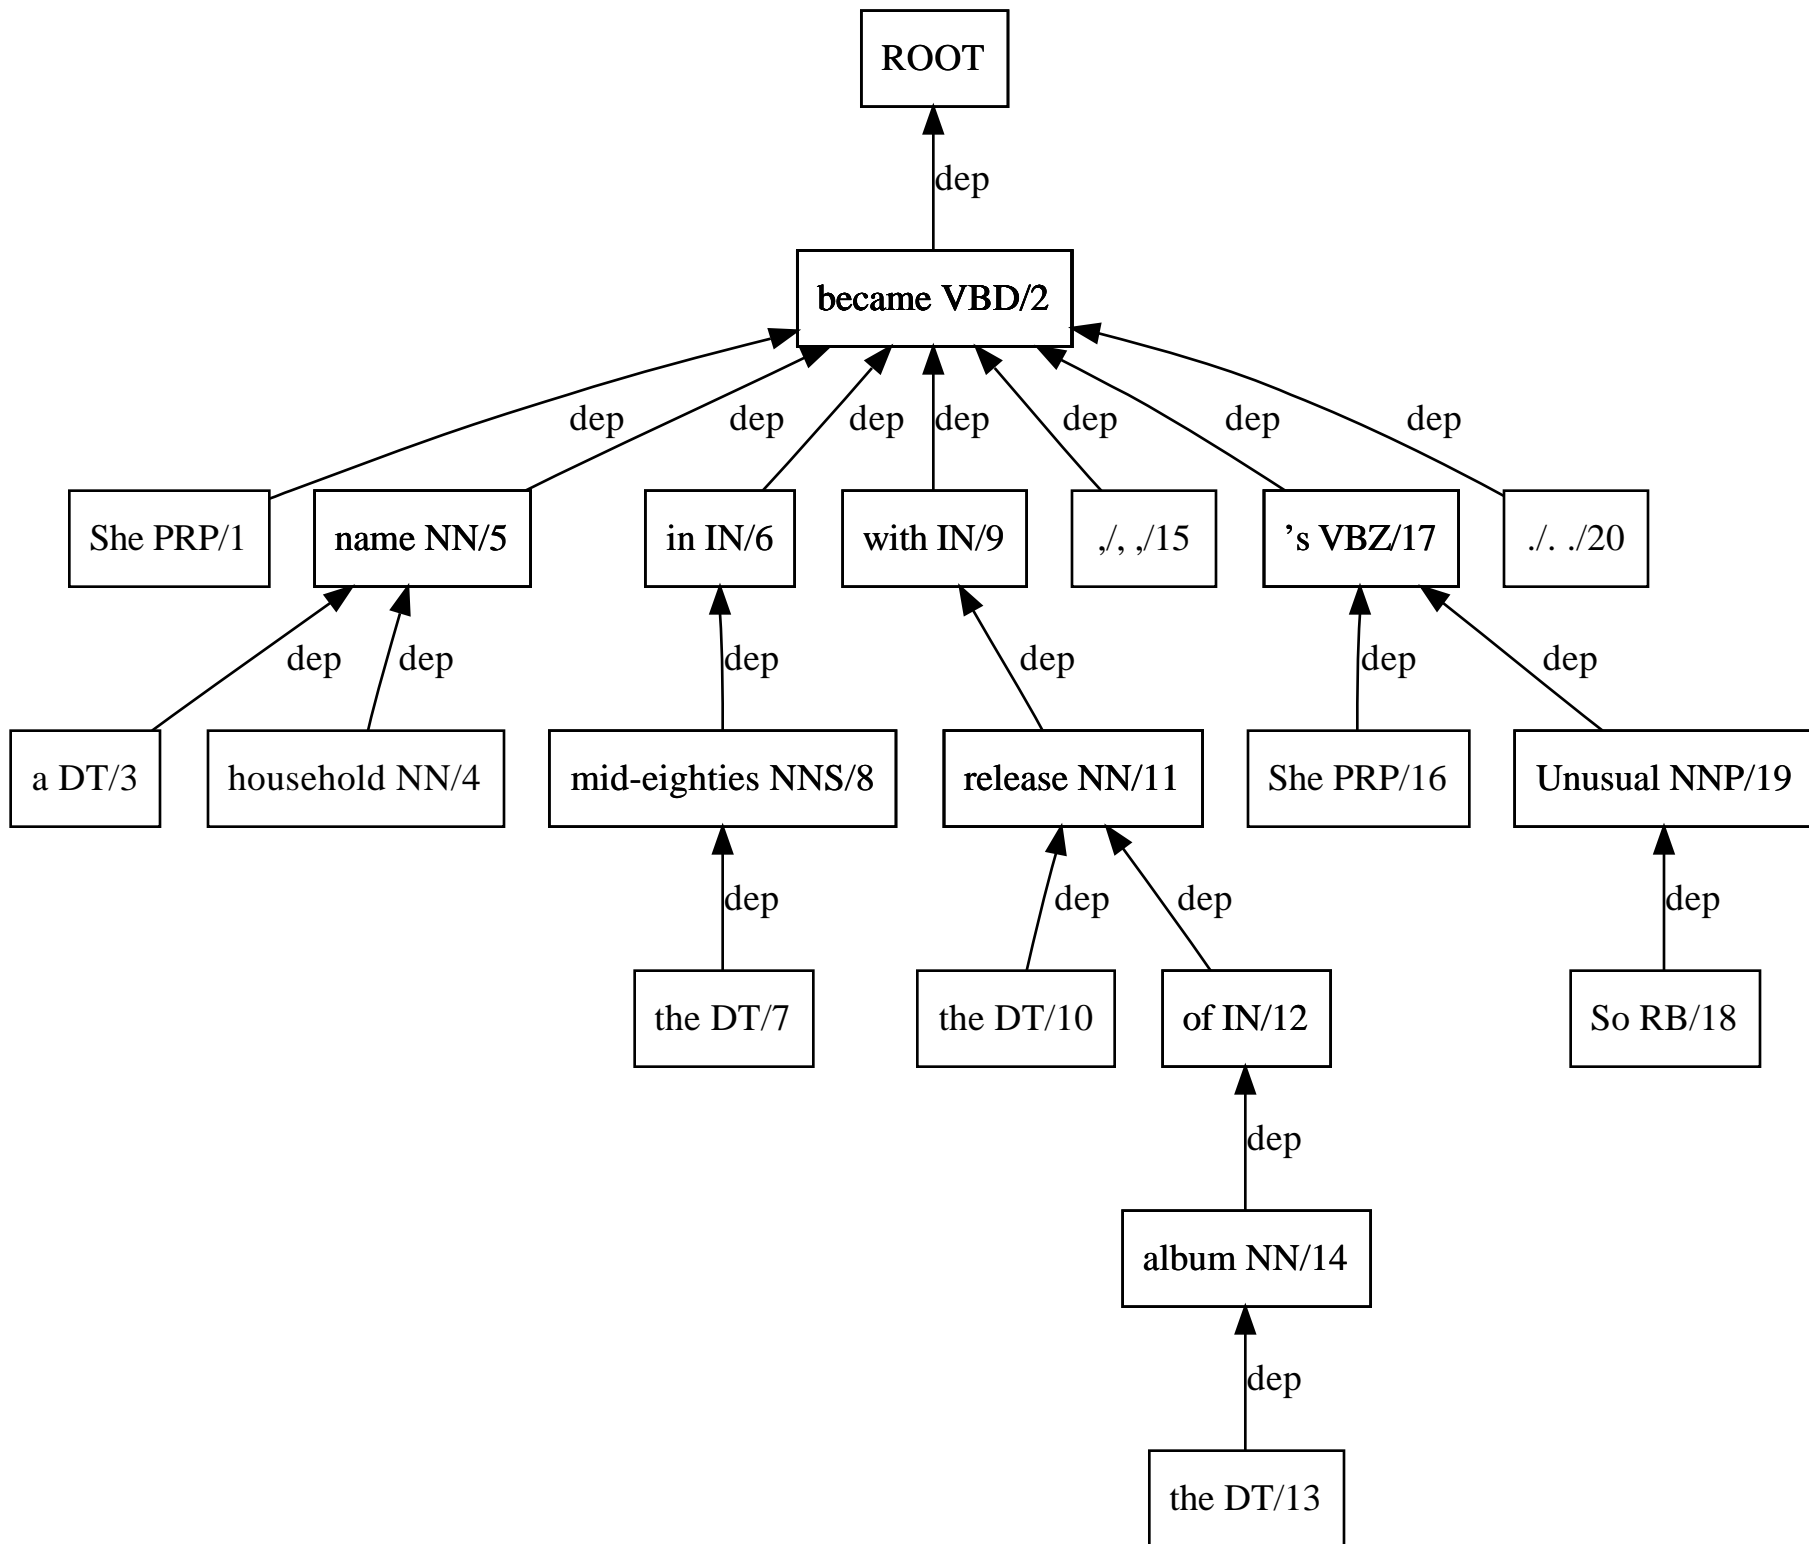 ROOT
dep
became VBD/2
dep dep dep dep dep dep dep
She PRP/1 name NN/5 in IN/6 with IN/9 ,/, ,/15 ’s VBZ/17 ./. ./20
dep dep dep dep dep dep
a DT/3 household NN/4 mid-eighties NNS/8 release NN/11 She PRP/16 Unusual NNP/19
dep dep dep dep
the DT/7 the DT/10 of IN/12 So RB/18
dep
album NN/14
dep
the DT/13